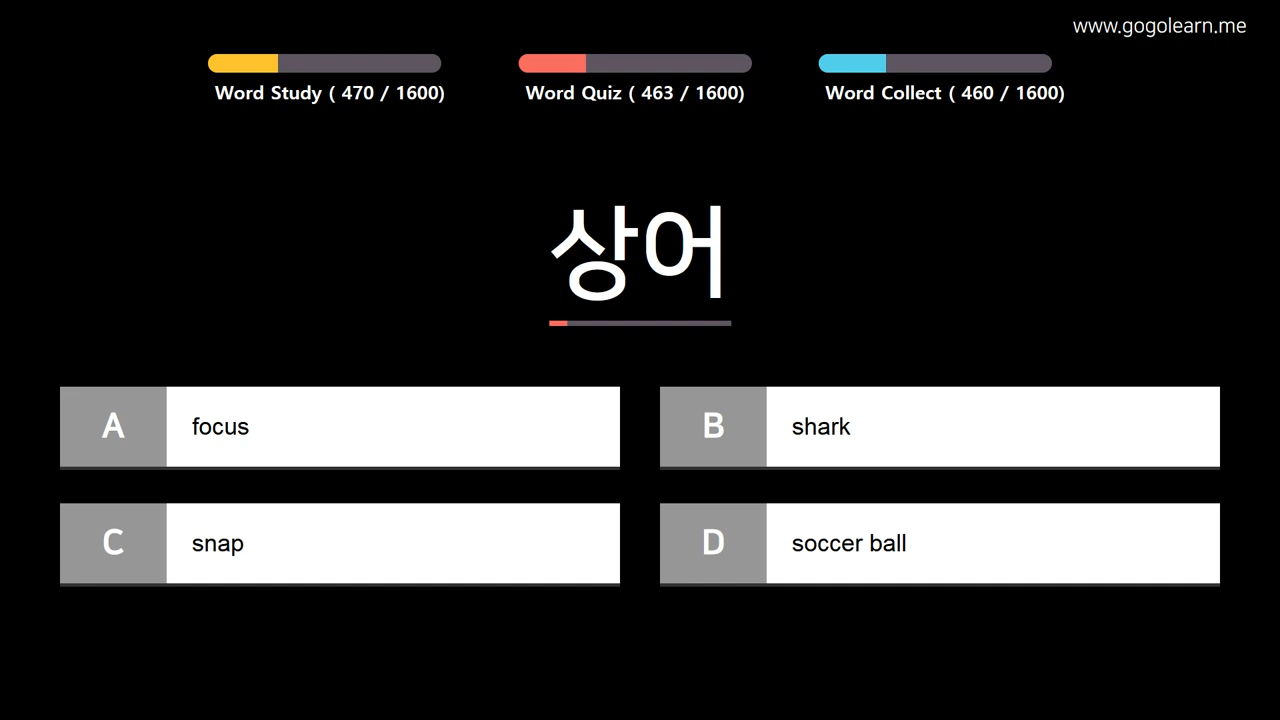 www.gogolearn.me
Word Study ( 470 / 1600)
Word Quiz ( 463 / 1600)
Word Collect ( 460 / 1600)
상어
A focus
B shark
C snap
D soccer ball